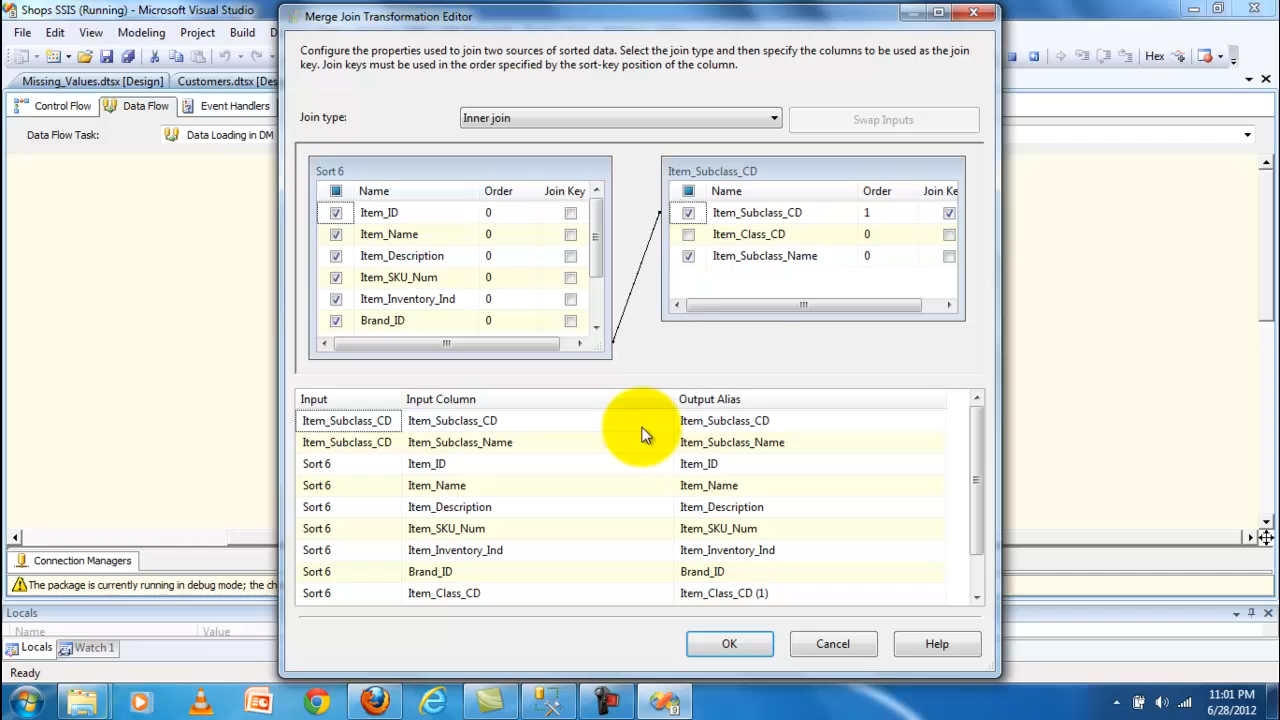 Shops SSIS (Running) - Microsoft Visual Studio
Merge Join Transformation Editor
File Edit View Modeling Project Build D
Configure the properties used to join two sources of sorted data. Select the join type and then specify the columns to be used as the join
key. Join keys must be used in the order specified by the sort-key position of the column.
Hex
Missing_Values.dtsx [Design] Customers.dtsx [De
Control Flow Data Flow Event Handlers
Join type: Inner join Swap Inputs
Data Flow Task: Data Loading in DM
Sort 6 Item_Subclass_CD
Name Order Join Key Name Order Join Ke
Item_ID 0 Item_Subclass_CD 1
Item_Name 0 Item_Class_CD 0
Item_Description 0 Item_Subclass_Name 0
Item_SKU_Num 0
Item_Inventory_Ind 0
Brand_ID 0
Input Input Column Output Alias
Item_Subclass_CD Item_Subclass_CD Item_Subclass_CD
Item_Subclass_CD Item_Subclass_Name Item_Subclass_Name
Sort 6 Item_ID Item_ID
Sort 6 Item_Name Item_Name
Sort 6 Item_Description Item_Description
Sort 6 Item_SKU_Num Item_SKU_Num
Sort 6 Item_Inventory_Ind Item_Inventory_Ind
Sort 6 Brand_ID Brand_ID
Sort 6 Item_Class_CD Item_Class_CD (1)
Connection Managers
The package is currently running in debug mode; the ch
Locals
Name Value
Locals Watch 1
OK Cancel Help
Ready
9
11:01 PM
6/28/2012